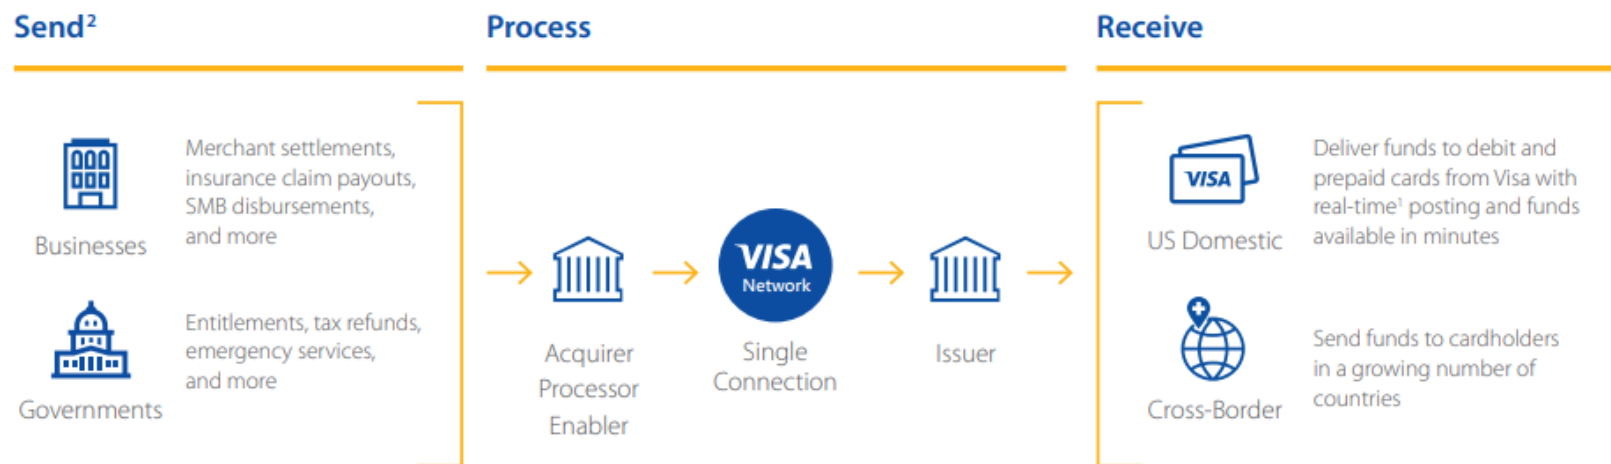 Send²
Process
Receive
Merchant settlements,
insurance claim payouts,
SMB disbursements,
and more
Businesses
Entitlements, tax refunds,
emergency services,
and more
Governments
Acquirer
Processor
Enabler
VISA
Network
Single
Connection
Issuer
VISA
US Domestic
Deliver funds to debit and
prepaid cards from Visa with
real-time¹ posting and funds
available in minutes
Cross-Border
Send funds to cardholders
in a growing number of
countries